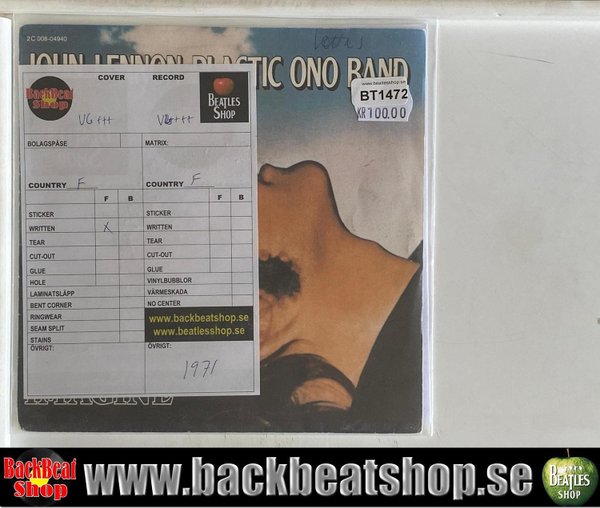 2C 008-04940
JOHN LENNON PLASTIC ONO BAND
www.beatlesshop.se
BT1472
KR100.00
BackBeat Shop
COVER RECORD
BEATLES SHOP
VG+++ VG+++
BOLAGSPÅSE MATRIX:
COUNTRY F COUNTRY F
F B F B
STICKER STICKER
WRITTEN X WRITTEN
TEAR TEAR
CUT-OUT CUT-OUT
GLUE GLUE
HOLE VINYLBUBBLOR
LAMINATSLÄPP VÄRMESKADA
BENT CORNER NO CENTER
RINGWEAR www.backbeatshop.se
SEAM SPLIT www.beatlesshop.se
STAINS
ÖVRIGT: ÖVRIGT:
1971
IMAGINE
BackBeat Shop www.backbeatshop.se BEATLES SHOP